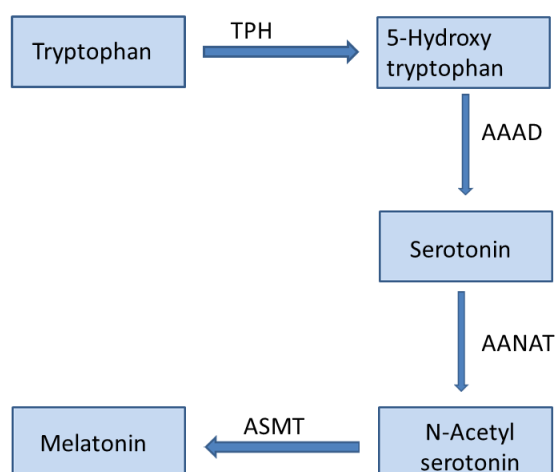 Tryptophan
TPH
5-Hydroxy
tryptophan
AAAD
Serotonin
AANAT
N-Acetyl
serotonin
ASMT
Melatonin